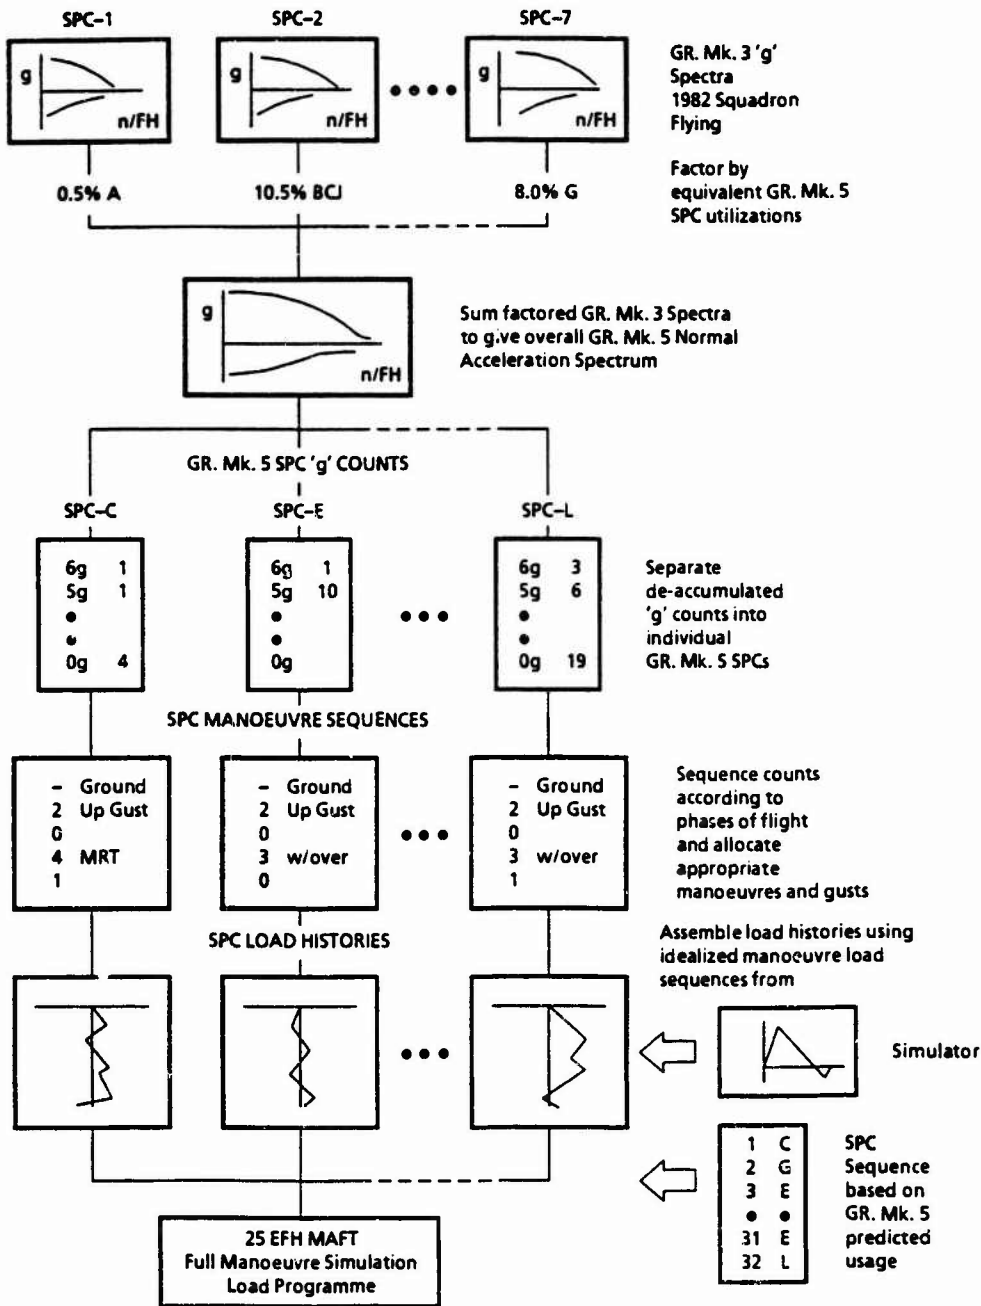 SPC-1
SPC-2
SPC-7
g
n/FH
g
n/FH
g
n/FH
GR. Mk. 3 'g'
Spectra
1982 Squadron
Flying
0.5% A
10.5% BCJ
8.0% G
Factor by
equivalent GR. Mk. 5
SPC utilizations
g
n/FH
Sum factored GR. Mk. 3 Spectra
to give overall GR. Mk. 5 Normal
Acceleration Spectrum
GR. Mk. 5 SPC 'g' COUNTS
SPC-C
SPC-E
SPC-L
6g 1
5g 1
0g 4
6g 1
5g 10
0g
6g 3
5g 6
0g 19
Separate
de-accumulated
'g' counts into
individual
GR. Mk. 5 SPCs
SPC MANOEUVRE SEQUENCES
- Ground
2 Up Gust
0
4 MRT
1
- Ground
2 Up Gust
0
3 w/over
0
- Ground
2 Up Gust
0
3 w/over
1
Sequence counts
according to
phases of flight
and allocate
appropriate
manoeuvres and gusts
SPC LOAD HISTORIES
Assemble load histories using
idealized manoeuvre load
sequences from
Simulator
1 C
2 G
3 E
31 E
32 L
SPC
Sequence
based on
GR. Mk. 5
predicted
usage
25 EFH MAFT
Full Manoeuvre Simulation
Load Programme